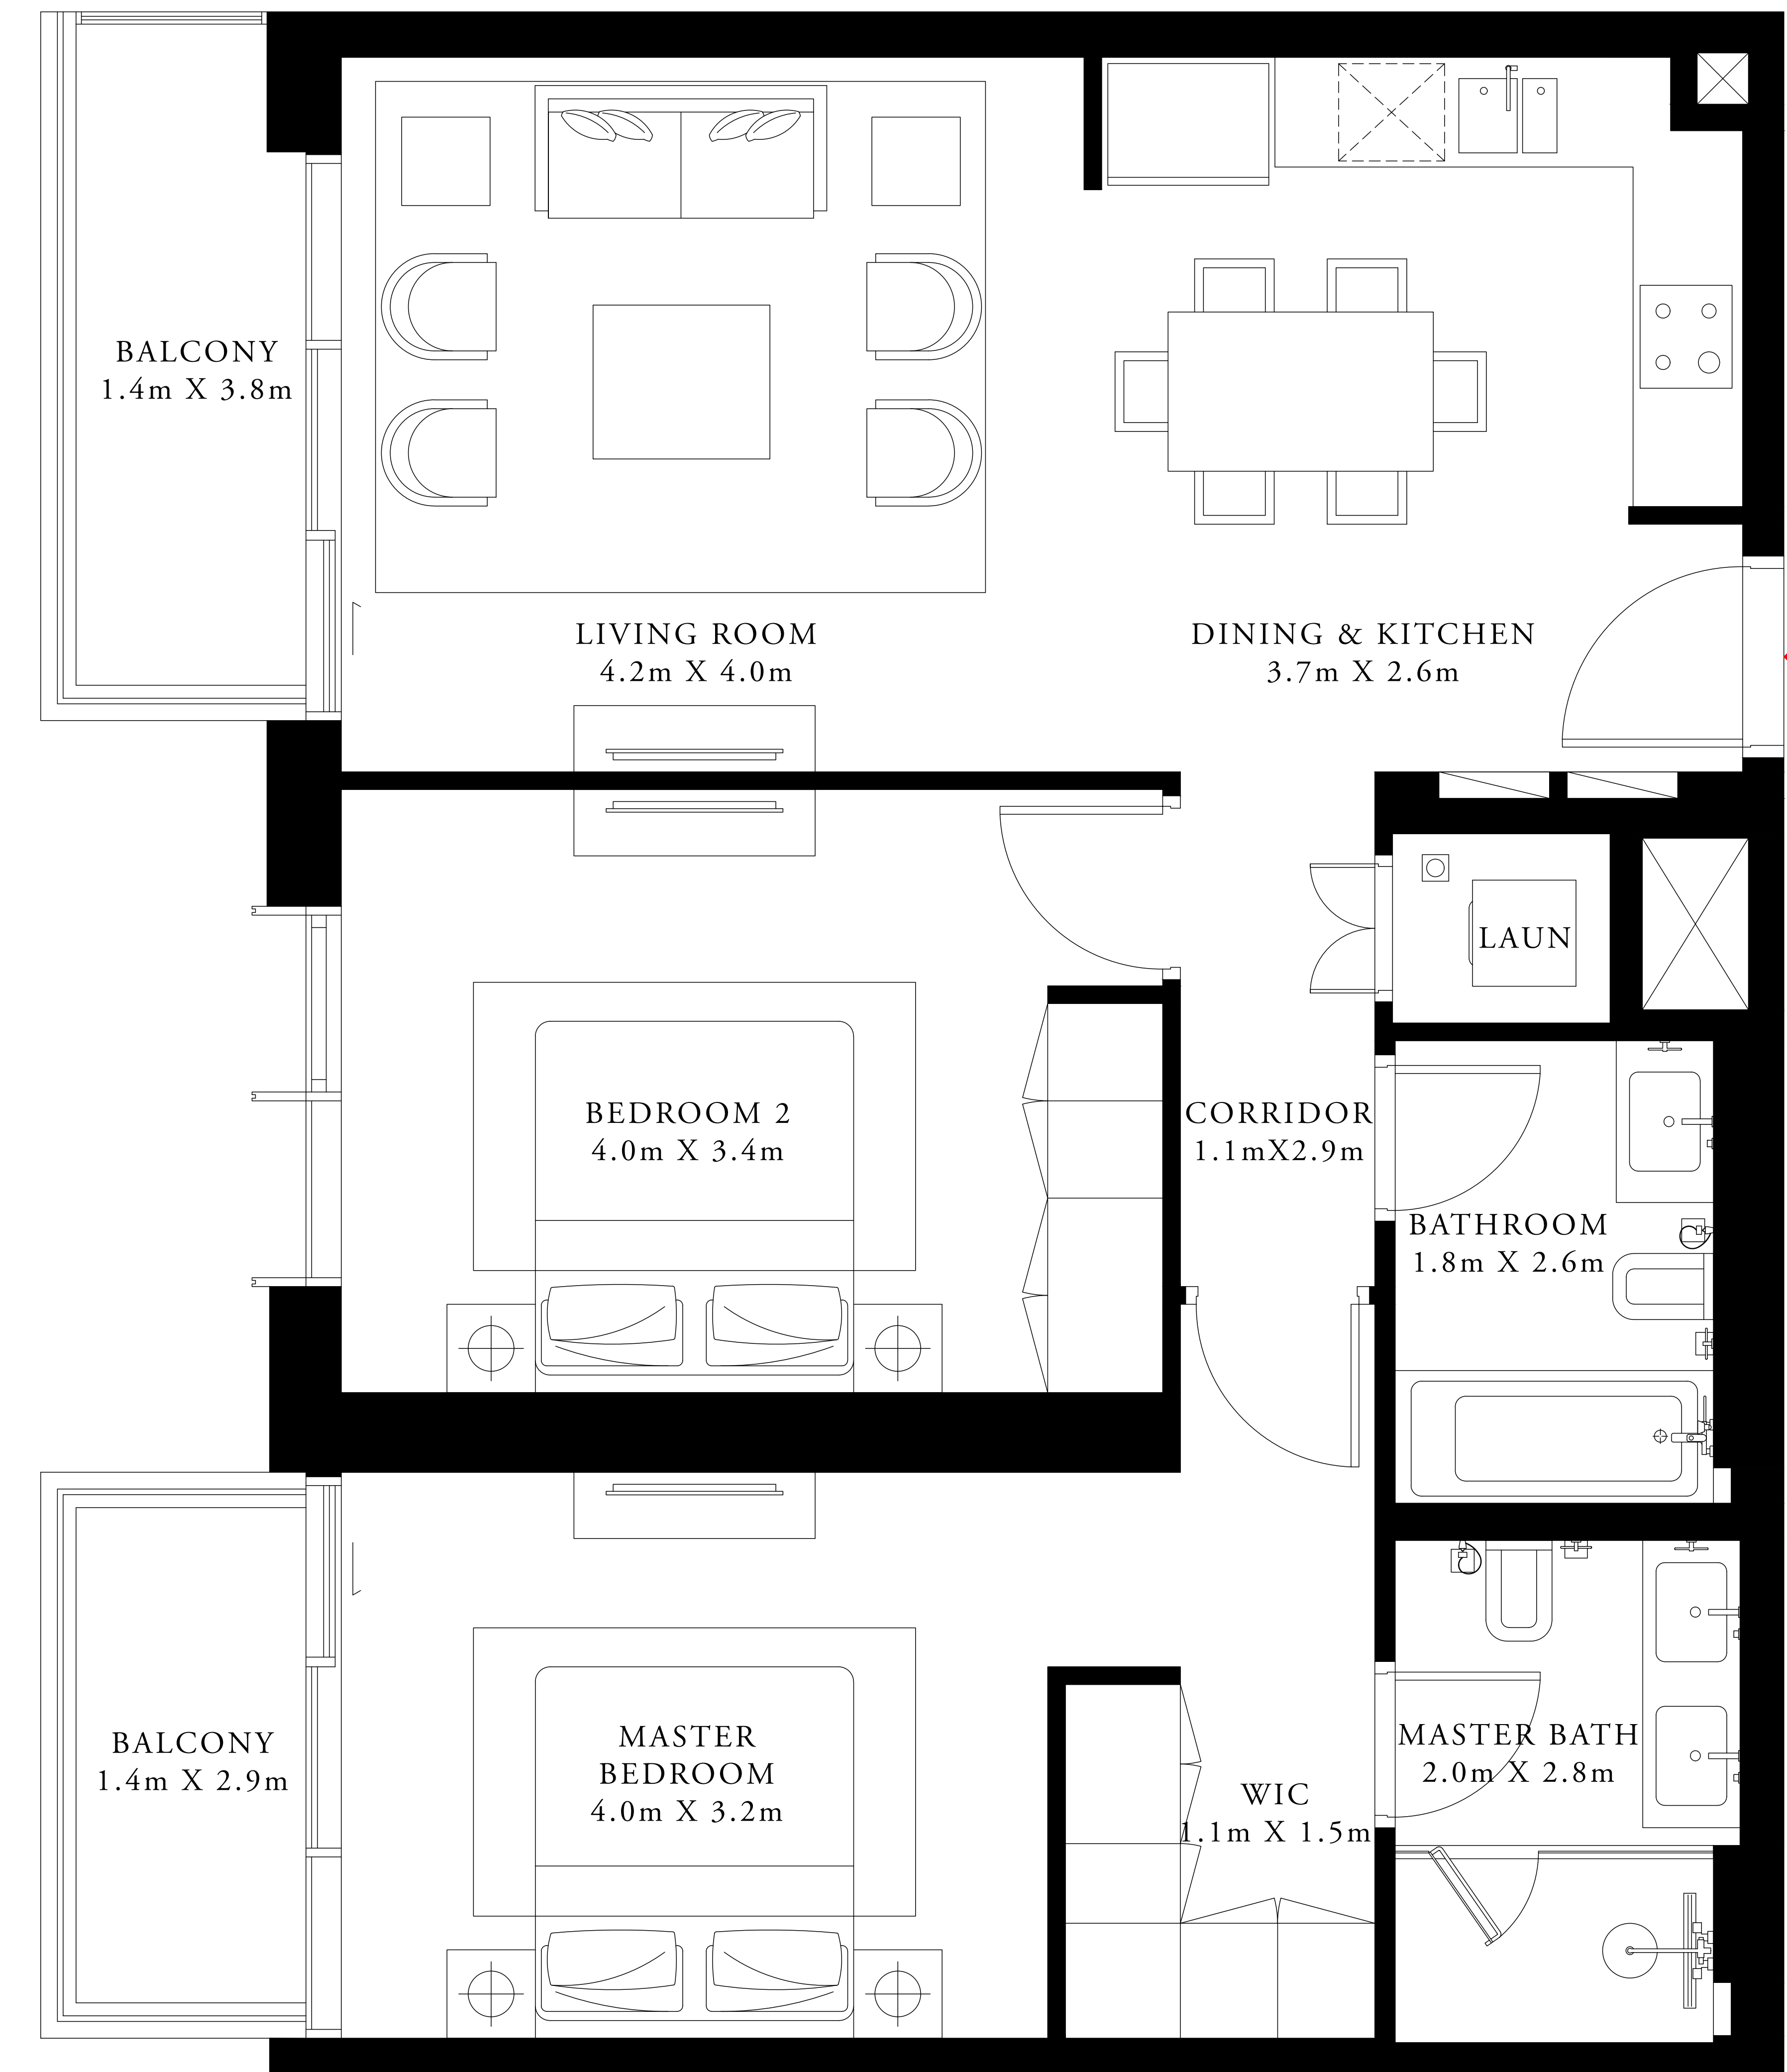 BALCONY
1.4m X 3.8m
LIVING ROOM
4.2m X 4.0m
DINING & KITCHEN
3.7m X 2.6m
LAUN
BEDROOM 2
4.0m X 3.4m
CORRIDOR
1.1mX2.9m
BATHROOM
1.8m X 2.6m
BALCONY
1.4m X 2.9m
MASTER
BEDROOM
4.0m X 3.2m
WIC
1.1m X 1.5m
MASTER BATH
2.0m X 2.8m